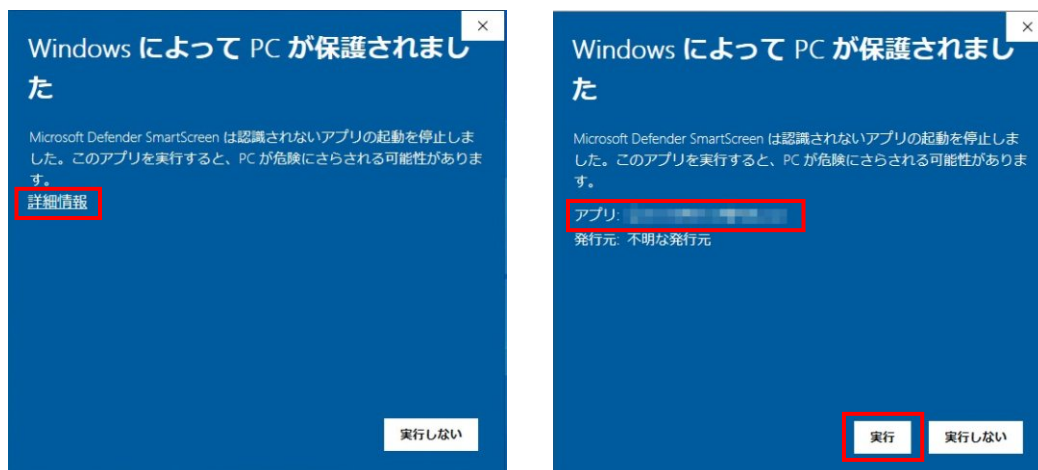 Windows によって PC が保護されまし
た
Microsoft Defender SmartScreen は認識されないアプリの起動を停止しま
した。このアプリを実行すると、PC が危険にさらされる可能性がありま
す。
詳細情報
実行しない
Windows によって PC が保護されまし
た
Microsoft Defender SmartScreen は認識されないアプリの起動を停止しま
した。このアプリを実行すると、PC が危険にさらされる可能性がありま
す。
アプリ:
発行元: 不明な発行元
実行
実行しない